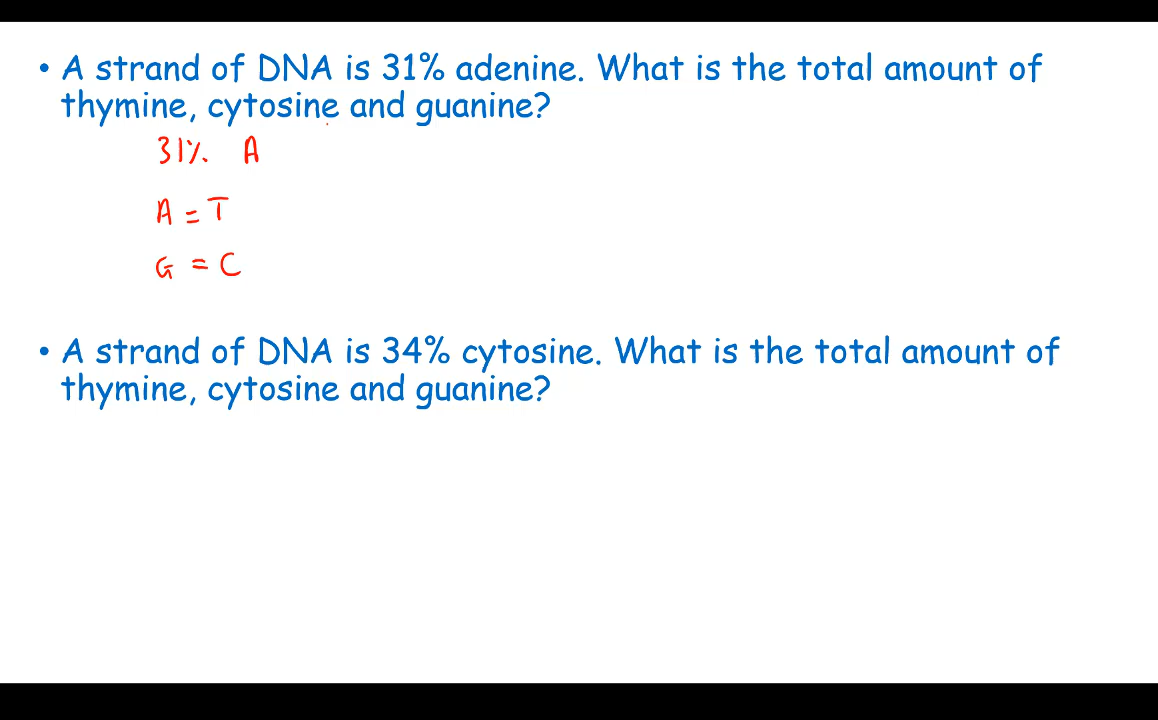 • A strand of DNA is 31% adenine. What is the total amount of
thymine, cytosine and guanine?
31% A
A = T
G = C
• A strand of DNA is 34% cytosine. What is the total amount of
thymine, cytosine and guanine?